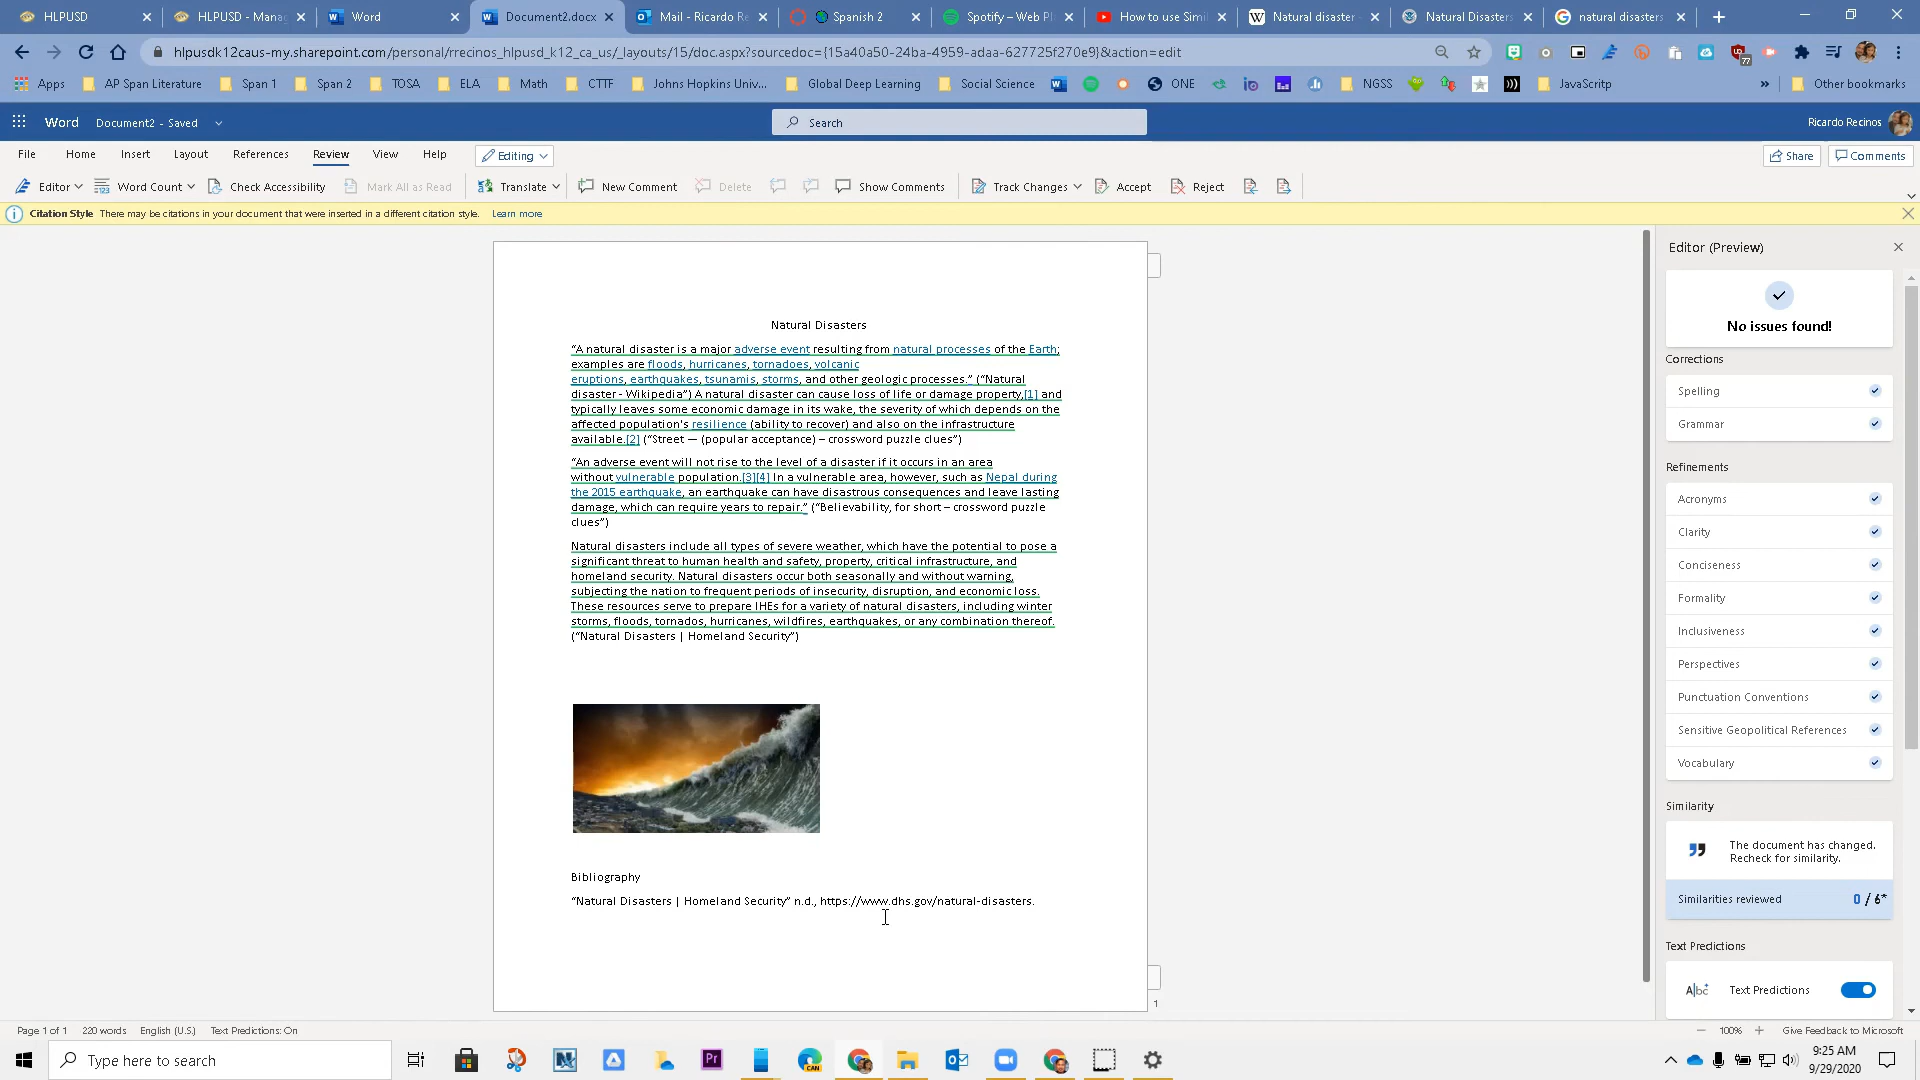 HLPUSD
HLPUSD - Mana
Word
Document2.docx
Mail - Ricardo Re
Spanish 2
Spotify – Web Pl
How to use Simil
Natural disaster -
Natural Disasters
natural disasters
hlpusdk12caus-my.sharepoint.com/personal/rrecinos_hlpusd_k12_ca_us/_layouts/15/doc.aspx?sourcedoc={15a40a50-24ba-4959-adaa-627725f270e9}&action=edit
77
Apps
AP Span Literature
Span 1
Span 2
TOSA
ELA
Math
CTTF
Johns Hopkins Univ...
Global Deep Learning
Social Science
ONE
NGSS
JavaScritp
»
Other bookmarks
Word
Document2 - Saved
Search
Ricardo Recinos
File
Home
Insert
Layout
References
Review
View
Help
Editing
Share
Comments
Editor
Word Count
Check Accessibility
Mark All as Read
Translate
New Comment
Delete
Show Comments
Track Changes
Accept
Reject
Citation Style There may be citations in your document that were inserted in a different citation style. Learn more
Natural Disasters
“A natural disaster is a major adverse event resulting from natural processes of the Earth;
examples are floods, hurricanes, tornadoes, volcanic
eruptions, earthquakes, tsunamis, storms, and other geologic processes.” (“Natural
disaster - Wikipedia”) A natural disaster can cause loss of life or damage property,[1] and
typically leaves some economic damage in its wake, the severity of which depends on the
affected population's resilience (ability to recover) and also on the infrastructure
available.[2] (“Street — (popular acceptance) – crossword puzzle clues”)
“An adverse event will not rise to the level of a disaster if it occurs in an area
without vulnerable population.[3][4] In a vulnerable area, however, such as Nepal during
the 2015 earthquake, an earthquake can have disastrous consequences and leave lasting
damage, which can require years to repair.” (“Believability, for short – crossword puzzle
clues”)
Natural disasters include all types of severe weather, which have the potential to pose a
significant threat to human health and safety, property, critical infrastructure, and
homeland security. Natural disasters occur both seasonally and without warning,
subjecting the nation to frequent periods of insecurity, disruption, and economic loss.
These resources serve to prepare IHEs for a variety of natural disasters, including winter
storms, floods, tornados, hurricanes, wildfires, earthquakes, or any combination thereof.
(“Natural Disasters | Homeland Security”)
Bibliography
“Natural Disasters | Homeland Security” n.d., https://www.dhs.gov/natural-disasters.
1
Editor (Preview)
No issues found!
Corrections
Spelling
Grammar
Refinements
Acronyms
Clarity
Conciseness
Formality
Inclusiveness
Perspectives
Punctuation Conventions
Sensitive Geopolitical References
Vocabulary
Similarity
The document has changed.
Recheck for similarity.
Similarities reviewed 0 / 6*
Text Predictions
Text Predictions
Page 1 of 1
220 words
English (U.S.)
Text Predictions: On
100%
Give Feedback to Microsoft
Type here to search
Pr
CAN
9:25 AM
9/29/2020